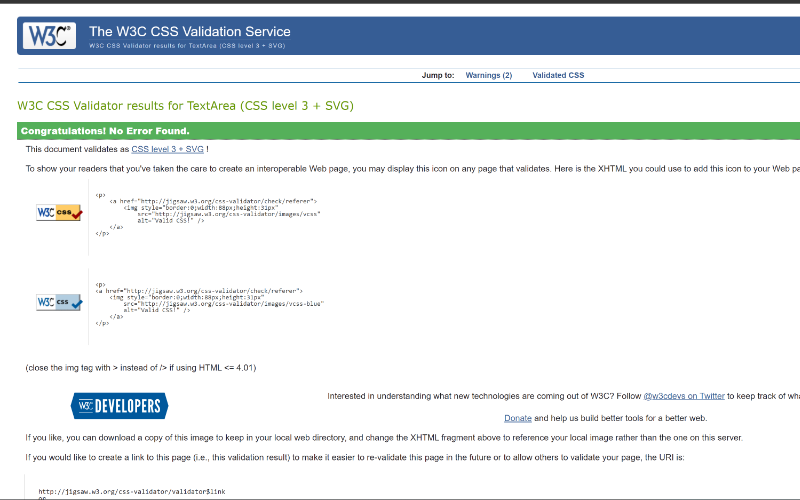 W3C®
The W3C CSS Validation Service
W3C CSS Validator results for TextArea (CSS level 3 + SVG)
Jump to: Warnings (2) Validated CSS
W3C CSS Validator results for TextArea (CSS level 3 + SVG)
Congratulations! No Error Found.
This document validates as CSS level 3 + SVG !
To show your readers that you've taken the care to create an interoperable Web page, you may display this icon on any page that validates. Here is the XHTML you could use to add this icon to your Web
W3C css
<p>
<a href="http://jigsaw.w3.org/css-validator/check/referer">
<img style="border:0;width:88px;height:31px"
src="http://jigsaw.w3.org/css-validator/images/vcss"
alt="Valid CSS!" />
</a>
</p>
W3C css
<p>
<a href="http://jigsaw.w3.org/css-validator/check/referer">
<img style="border:0;width:88px;height:31px"
src="http://jigsaw.w3.org/css-validator/images/vcss-blue"
alt="Valid CSS!" />
</a>
</p>
(close the img tag with > instead of /> if using HTML <= 4.01)
W3C DEVELOPERS
Interested in understanding what new technologies are coming out of W3C? Follow @w3cdevs on Twitter to keep track of
Donate and help us build better tools for a better web.
If you like, you can download a copy of this image to keep in your local web directory, and change the XHTML fragment above to reference your local image rather than the one on this server.
If you would like to create a link to this page (i.e., this validation result) to make it easier to re-validate this page in the future or to allow others to validate your page, the URI is:
http://jigsaw.w3.org/css-validator/validator$link